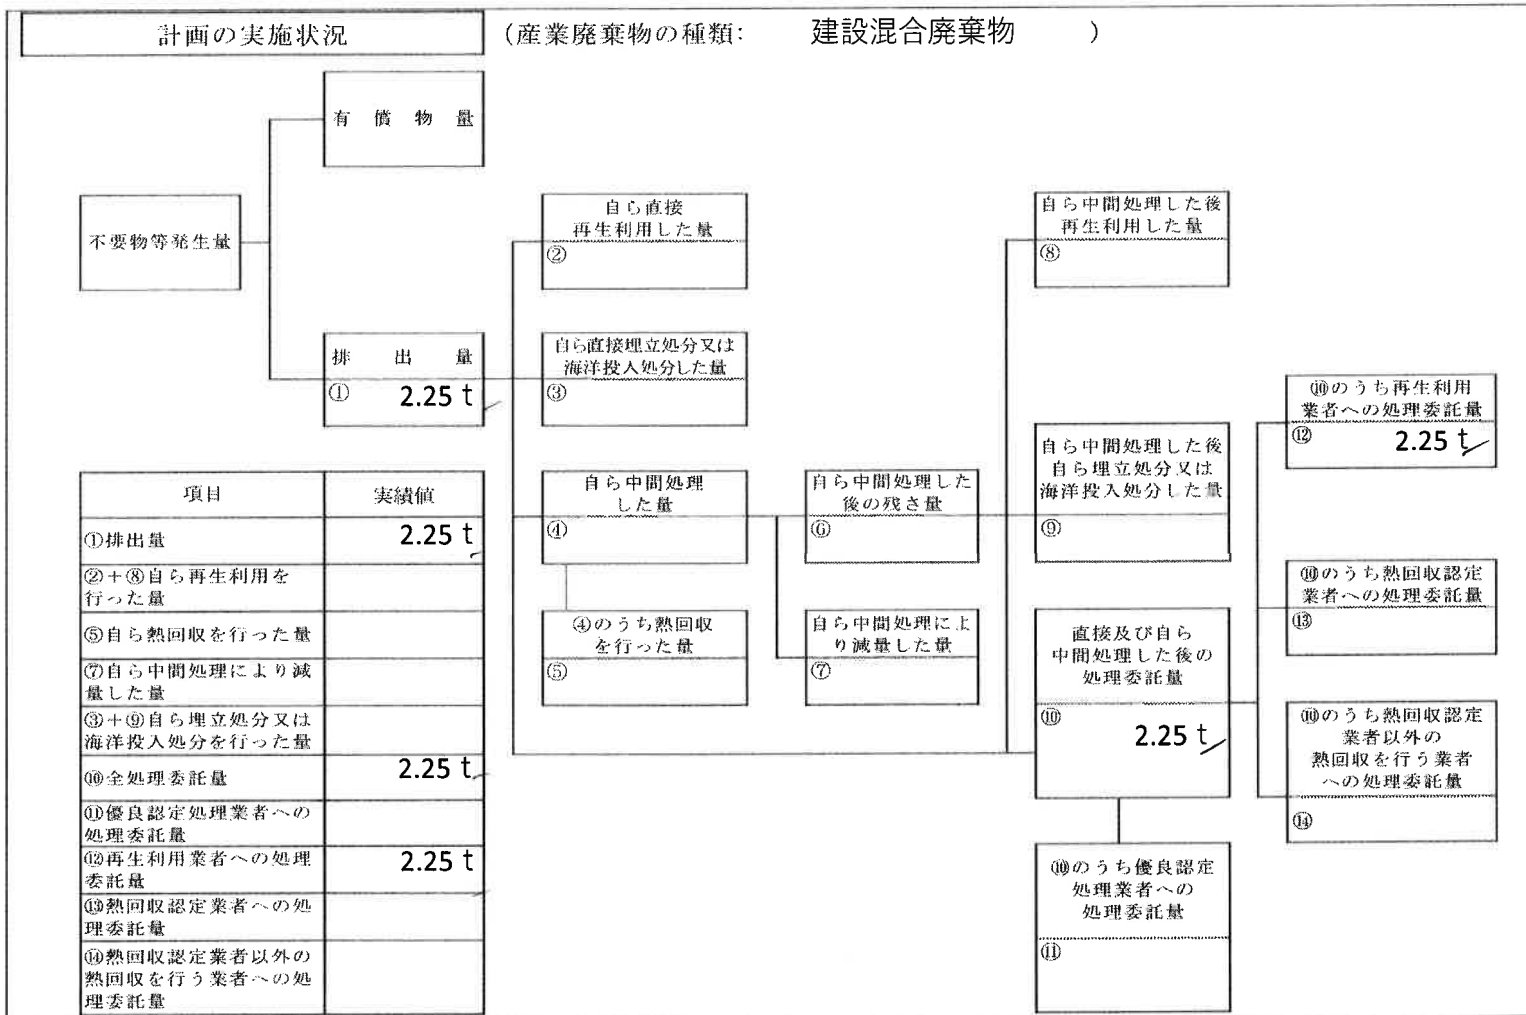 計画の実施状況 (産業廃棄物の種類: 建設混合廃棄物 )
有償物量
不要物等発生量
排出量
① 2.25 t
自ら直接
再生利用した量
②
自ら直接埋立処分又は
海洋投入処分した量
③
自ら中間処理
した量
④
④のうち熱回収
を行った量
⑤
自ら中間処理した
後の残さ量
⑥
自ら中間処理によ
り減量した量
⑦
自ら中間処理した後
再生利用した量
⑧
自ら中間処理した後
自ら埋立処分又は
海洋投入処分した量
⑨
直接及び自ら
中間処理した後の
処理委託量
⑩
2.25 t
⑩のうち優良認定
処理業者への
処理委託量
⑪
⑩のうち再生利用
業者への処理委託量
⑫ 2.25 t
⑩のうち熱回収認定
業者への処理委託量
⑬
⑩のうち熱回収認定
業者以外の
熱回収を行う業者
への処理委託量
⑭
項目 実績値
①排出量 2.25 t
②+⑧自ら再生利用を
行った量
⑤自ら熱回収を行った量
⑦自ら中間処理により減
量した量
③+⑨自ら埋立処分又は
海洋投入処分を行った量
⑩全処理委託量 2.25 t
⑪優良認定処理業者への
処理委託量
⑫再生利用業者への処理
委託量 2.25 t
⑬熱回収認定業者への処
理委託量
⑭熱回収認定業者以外の
熱回収を行う業者への処
理委託量